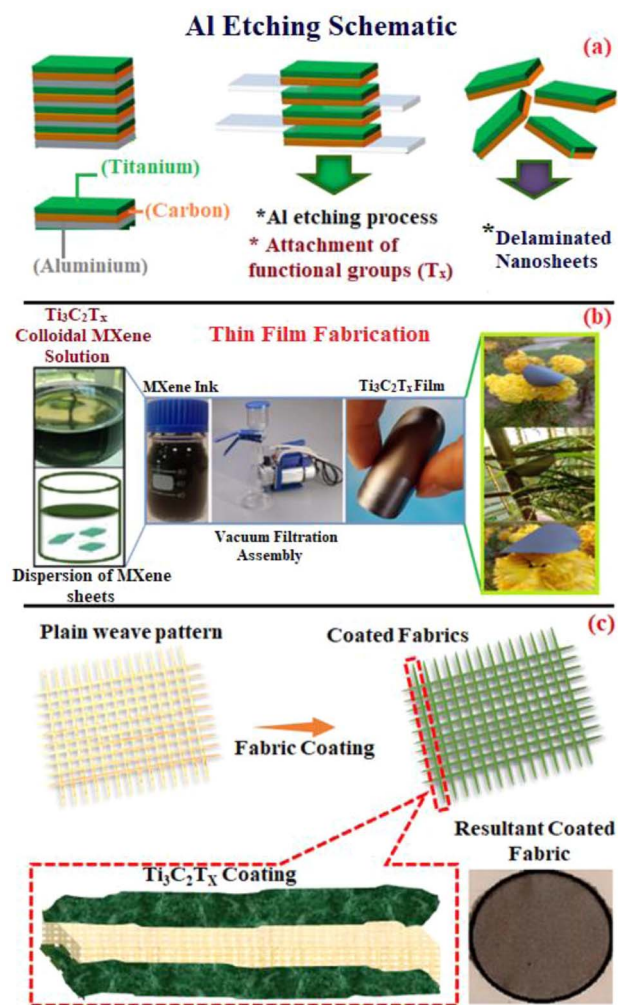 Al Etching Schematic
(a)
(Titanium)
(Carbon)
(Aluminium)
*Al etching process
* Attachment of
functional groups (Tₓ)
*Delaminated
Nanosheets
(b)
Ti₃C₂Tₓ
Colloidal MXene
Solution
Thin Film Fabrication
MXene Ink
Ti₃C₂Tₓ Film
Vacuum Filtration
Assembly
Dispersion of MXene
sheets
(c)
Plain weave pattern
Coated Fabrics
Fabric Coating
Resultant Coated
Fabric
Ti₃C₂T_X Coating